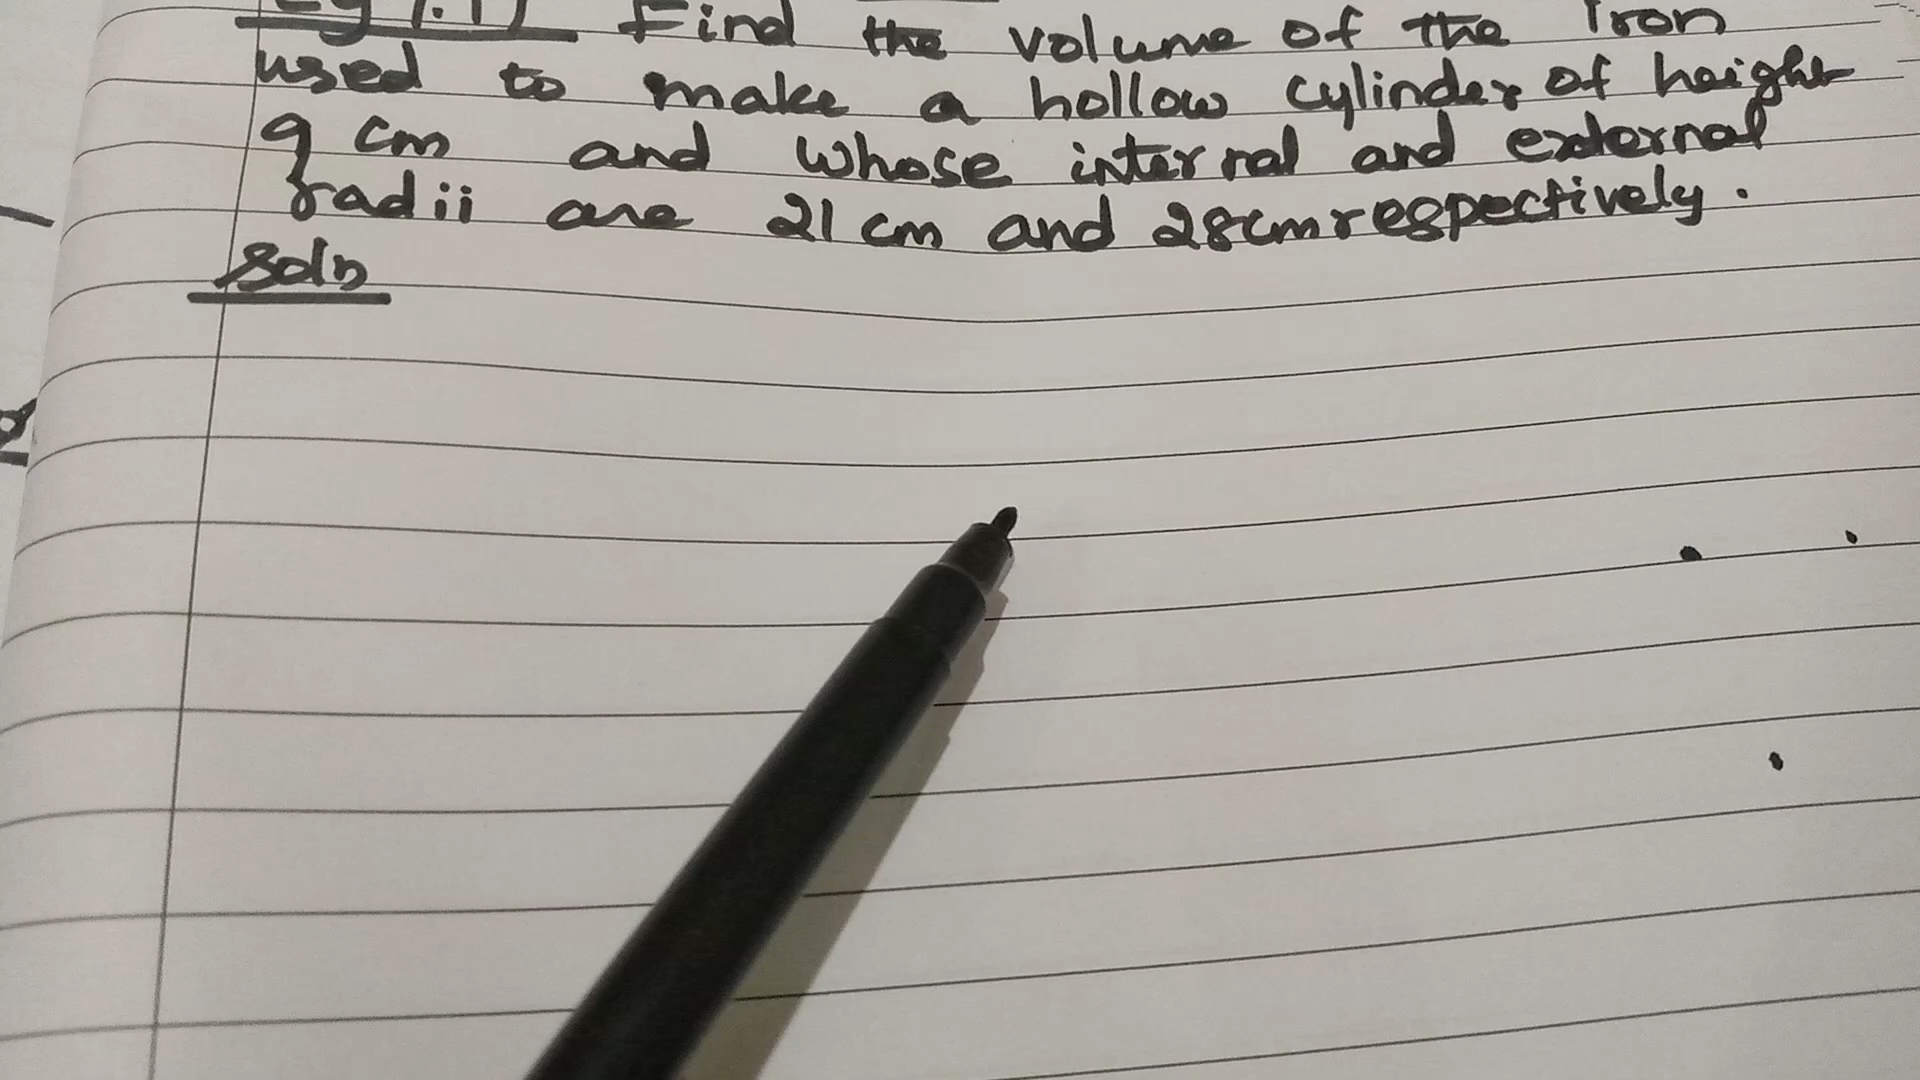 Find the volume of the Iron
used to make a hollow cylinder of height
9 cm and whose internal and external
radii are 21 cm and 28cm respectively.
Soln